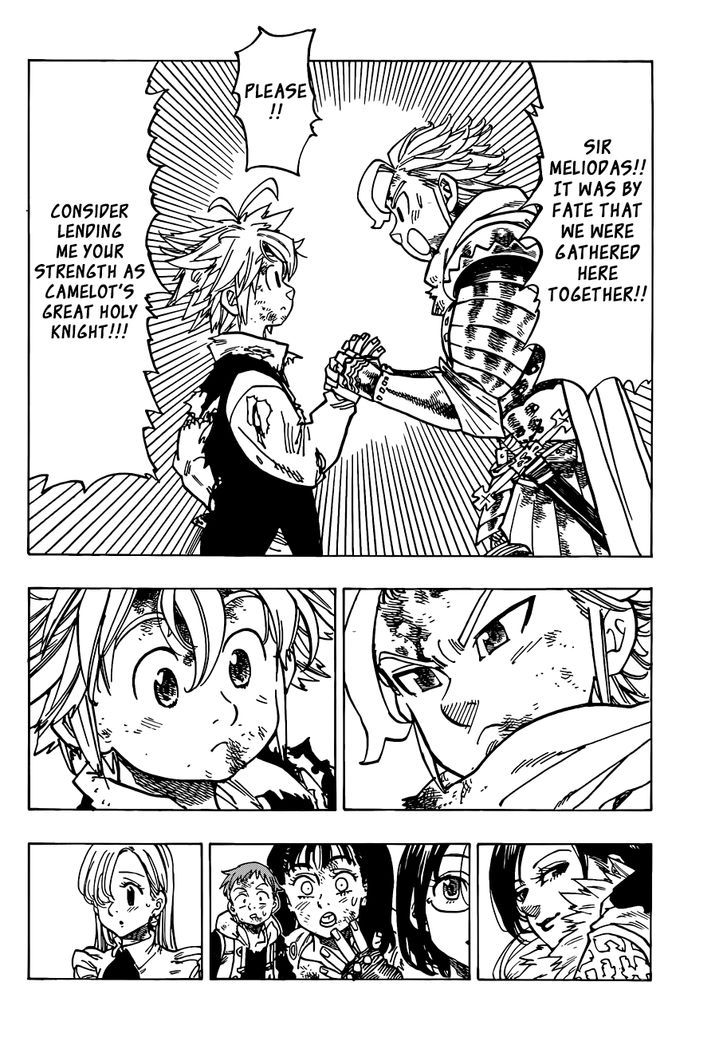 SIR
MELIODAS!!
IT WAS BY
FATE THAT
WE WERE
GATHERED
HERE
TOGETHER!!
PLEASE
!!
CONSIDER
LENDING
ME YOUR
STRENGTH AS
CAMELOT'S
GREAT HOLY
KNIGHT!!!